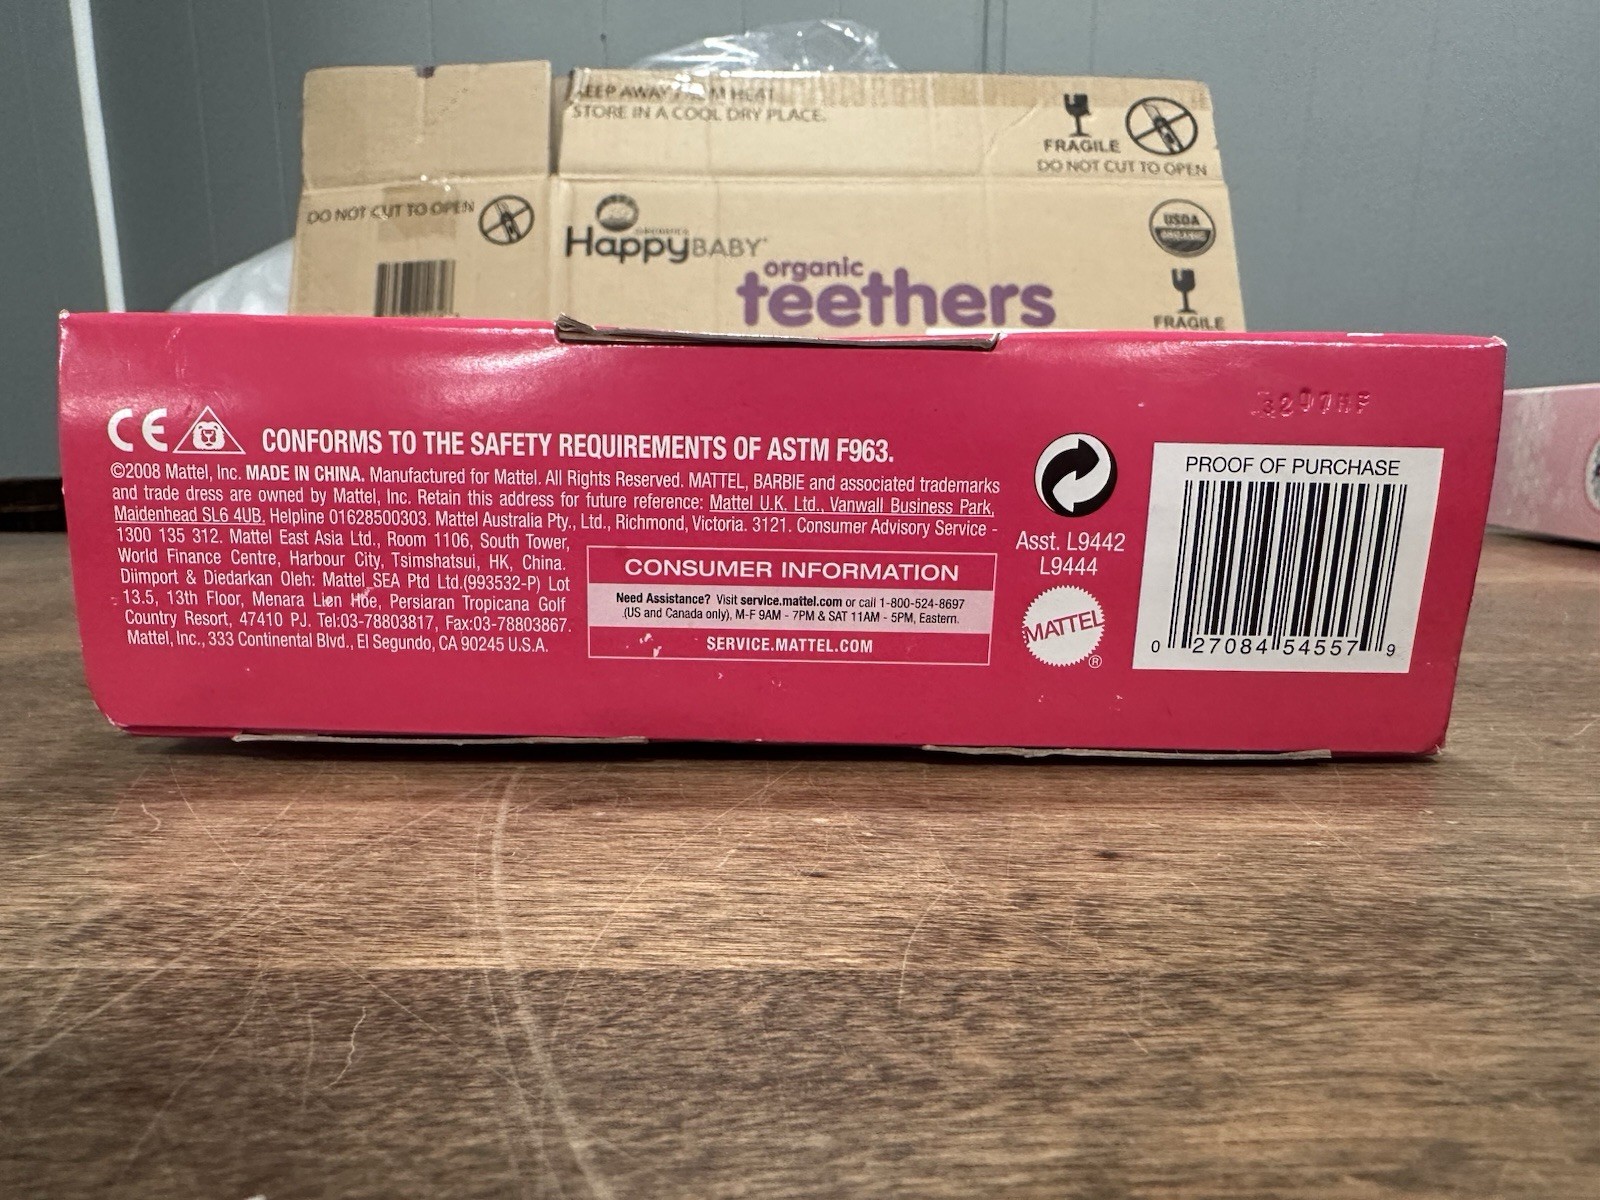 KEEP AWAY FROM HEAT
STORE IN A COOL DRY PLACE.
FRAGILE
DO NOT CUT TO OPEN
DO NOT CUT TO OPEN
ORGANICS
HappyBABY
organic
teethers
USDA
ORGANIC
FRAGILE
CE
CONFORMS TO THE SAFETY REQUIREMENTS OF ASTM F963.
©2008 Mattel, Inc. MADE IN CHINA. Manufactured for Mattel. All Rights Reserved. MATTEL, BARBIE and associated trademarks
and trade dress are owned by Mattel, Inc. Retain this address for future reference: Mattel U.K. Ltd., Vanwall Business Park,
Maidenhead SL6 4UB. Helpline 01628500303. Mattel Australia Pty., Ltd., Richmond, Victoria. 3121. Consumer Advisory Service -
1300 135 312. Mattel East Asia Ltd., Room 1106, South Tower,
World Finance Centre, Harbour City, Tsimshatsui, HK, China.
Diimport & Diedarkan Oleh: Mattel SEA Ptd Ltd.(993532-P) Lot
13.5, 13th Floor, Menara Lien Hoe, Persiaran Tropicana Golf
Country Resort, 47410 PJ. Tel:03-78803817, Fax:03-78803867.
Mattel, Inc., 333 Continental Blvd., El Segundo, CA 90245 U.S.A.
CONSUMER INFORMATION
Need Assistance? Visit service.mattel.com or call 1-800-524-8697
(US and Canada only), M-F 9AM - 7PM & SAT 11AM - 5PM, Eastern.
SERVICE.MATTEL.COM
Asst. L9442
L9444
MATTEL
®
PROOF OF PURCHASE
0 27084 54557 9